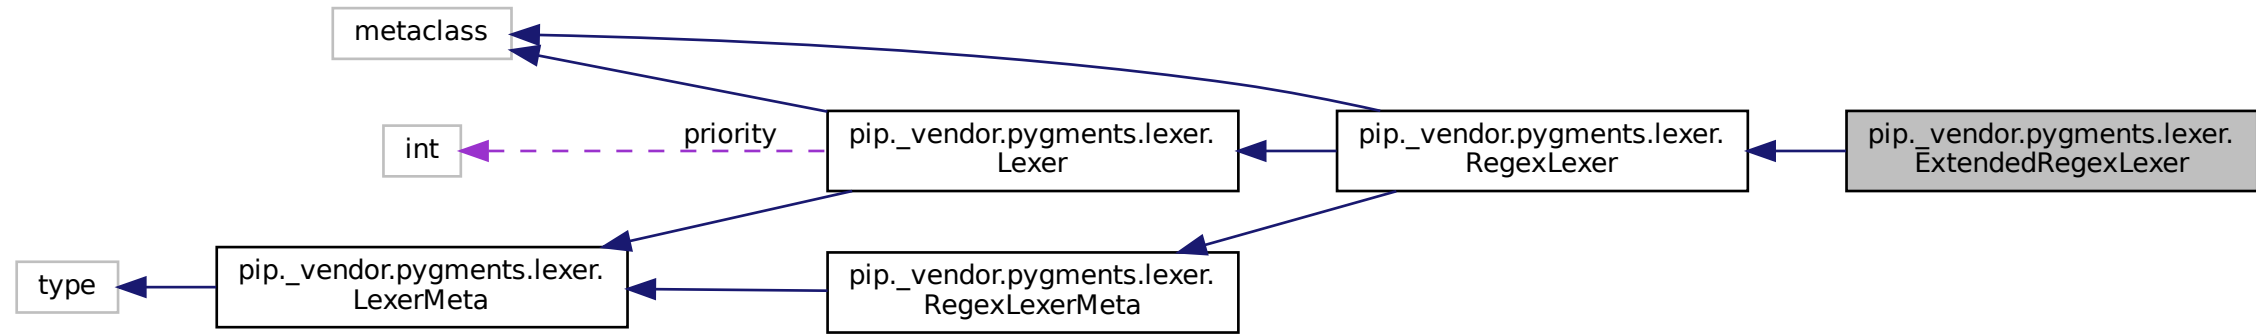 metaclass
int
priority
pip._vendor.pygments.lexer.
Lexer
pip._vendor.pygments.lexer.
RegexLexer
pip._vendor.pygments.lexer.
ExtendedRegexLexer
type
pip._vendor.pygments.lexer.
LexerMeta
pip._vendor.pygments.lexer.
RegexLexerMeta